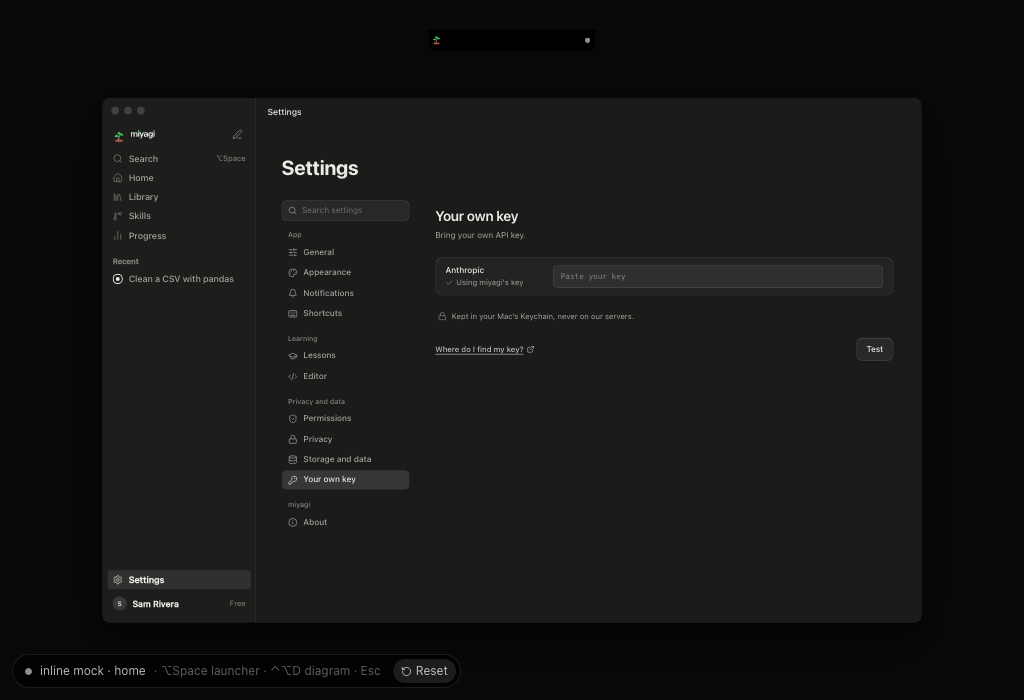 Settings
miyagi
Search ⌥Space
Home
Library
Skills
Progress
Recent
Clean a CSV with pandas
Settings
S Sam Rivera Free
Settings
Search settings
App
General
Appearance
Notifications
Shortcuts
Learning
Lessons
Editor
Privacy and data
Permissions
Privacy
Storage and data
Your own key
miyagi
About
Your own key
Bring your own API key.
Anthropic
Using miyagi's key
Paste your key
Kept in your Mac's Keychain, never on our servers.
Where do I find my key?
Test
inline mock · home · ⌥Space launcher · ^⌥D diagram · Esc Reset